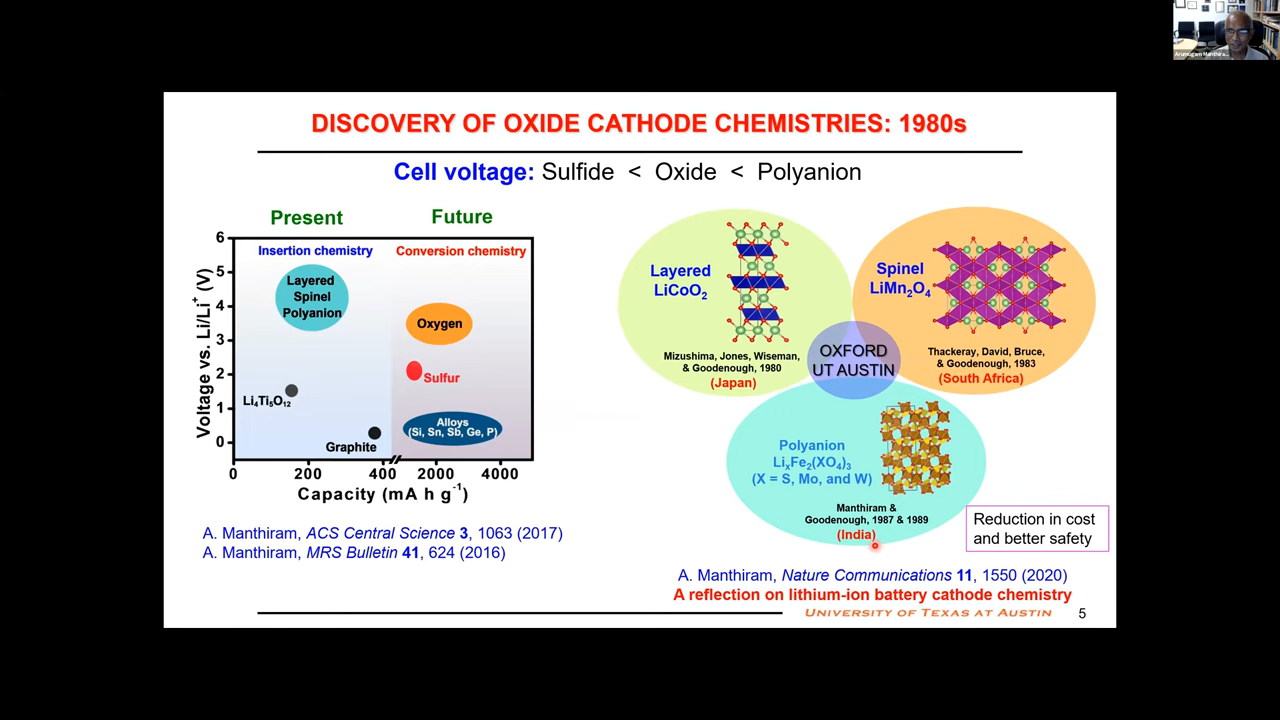 Arumugam Manthira...
DISCOVERY OF OXIDE CATHODE CHEMISTRIES: 1980s
Cell voltage: Sulfide < Oxide < Polyanion
Present
Future
Insertion chemistry
Conversion chemistry
Voltage vs. Li/Li⁺ (V)
6
5
4
3
2
1
0
Layered
Spinel
Polyanion
Oxygen
Sulfur
Li₄Ti₅O₁₂
Alloys
(Si, Sn, Sb, Ge, P)
Graphite
0 200 400 2000 4000
Capacity (mA h g⁻¹)
A. Manthiram, ACS Central Science 3, 1063 (2017)
A. Manthiram, MRS Bulletin 41, 624 (2016)
Layered
LiCoO₂
Mizushima, Jones, Wiseman,
& Goodenough, 1980
(Japan)
Spinel
LiMn₂O₄
Thackeray, David, Bruce,
& Goodenough, 1983
(South Africa)
OXFORD
UT AUSTIN
Polyanion
LiₓFe₂(XO₄)₃
(X = S, Mo, and W)
Manthiram &
Goodenough, 1987 & 1989
(India)
Reduction in cost
and better safety
A. Manthiram, Nature Communications 11, 1550 (2020)
A reflection on lithium-ion battery cathode chemistry
UNIVERSITY OF TEXAS AT AUSTIN
5